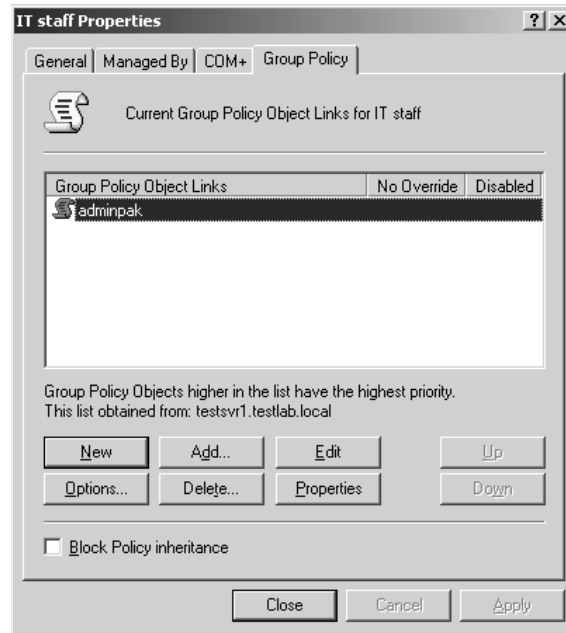 IT staff Properties
General Managed By COM+ Group Policy
Current Group Policy Object Links for IT staff
Group Policy Object Links No Override Disabled
adminpak
Group Policy Objects higher in the list have the highest priority.
This list obtained from: testsvr1.testlab.local
New Add... Edit Up
Options... Delete... Properties Down
Block Policy inheritance
Close Cancel Apply